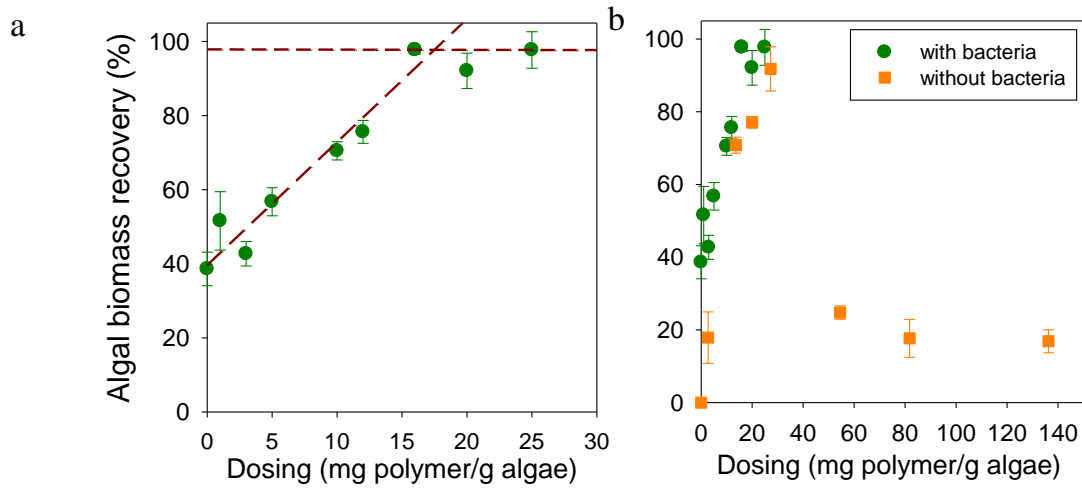 a
Algal biomass recovery (%)
100
80
60
40
20
0
0 5 10 15 20 25 30
Dosing (mg polymer/g algae)
b
100
80
60
40
20
0
with bacteria
without bacteria
0 20 40 60 80 100 120 140
Dosing (mg polymer/g algae)